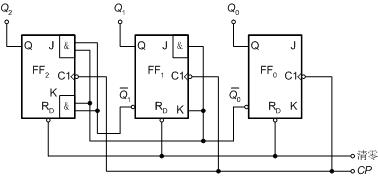 Q2 Q1 Q0
Q J & Q J & Q J
FF2 C1 FF1 C1 FF0 C1
K Q̅1 Q̅0
RD & RD K RD K
清零
CP